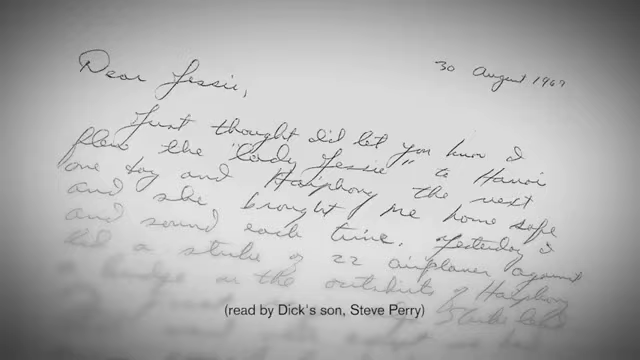 30 August 1967
Dear Jessie,
Just thought I'd let you know I
flew the "Lady Jessie" to Hanoi
one day and Haiphong the next
and she brought me home safe
and sound each time. Yesterday I
led a strike of 22 airplanes against
a bridge in the outskirts of Haiphong
(read by Dick's son, Steve Perry)